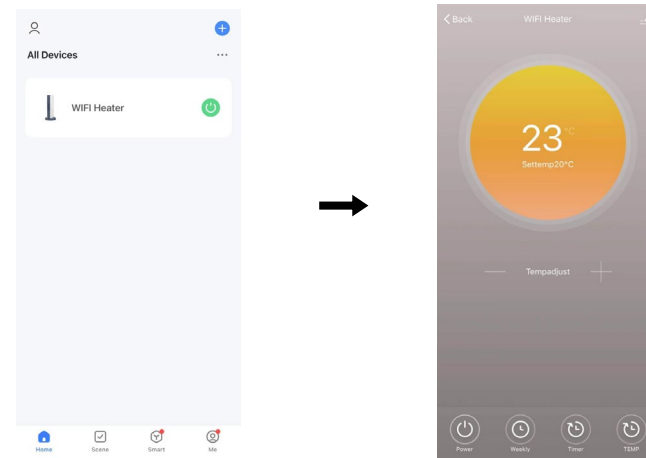 All Devices
WIFI Heater
Home
Scene
Smart
Me
Back
WIFI Heater
23°C
Settemp20°C
Tempadjust
Power
Weekly
Timer
TEMP